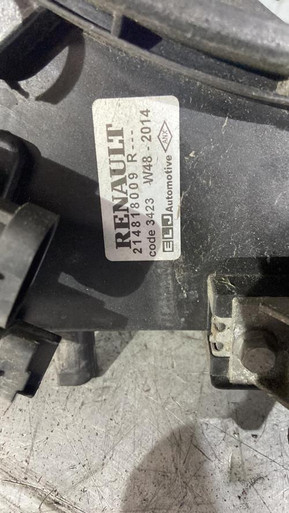 RENAULT
214818009 R---
code 3423 W48-2014
ELJ Automotive